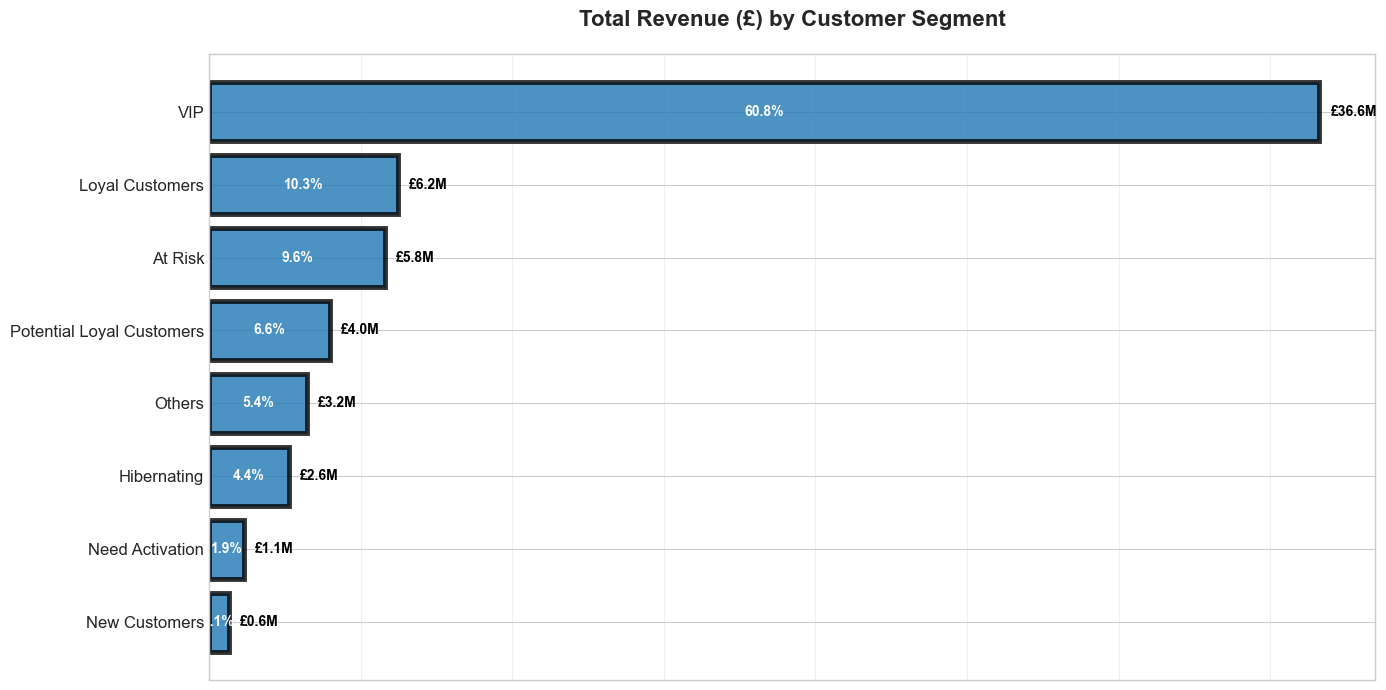 Total Revenue (£) by Customer Segment
VIP 60.8% £36.6M
Loyal Customers 10.3% £6.2M
At Risk 9.6% £5.8M
Potential Loyal Customers 6.6% £4.0M
Others 5.4% £3.2M
Hibernating 4.4% £2.6M
Need Activation 1.9% £1.1M
New Customers .1% £0.6M